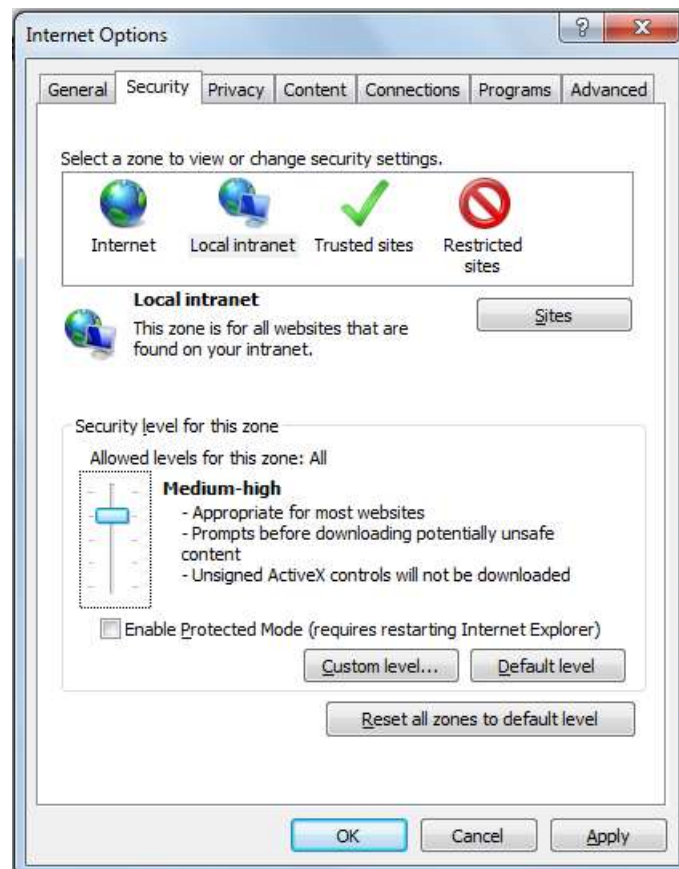 Internet Options
General Security Privacy Content Connections Programs Advanced
Select a zone to view or change security settings.
Internet Local intranet Trusted sites Restricted
sites
Local intranet
Sites
This zone is for all websites that are
found on your intranet.
Security level for this zone
Allowed levels for this zone: All
Medium-high
- Appropriate for most websites
- Prompts before downloading potentially unsafe
content
- Unsigned ActiveX controls will not be downloaded
Enable Protected Mode (requires restarting Internet Explorer)
Custom level... Default level
Reset all zones to default level
OK Cancel Apply